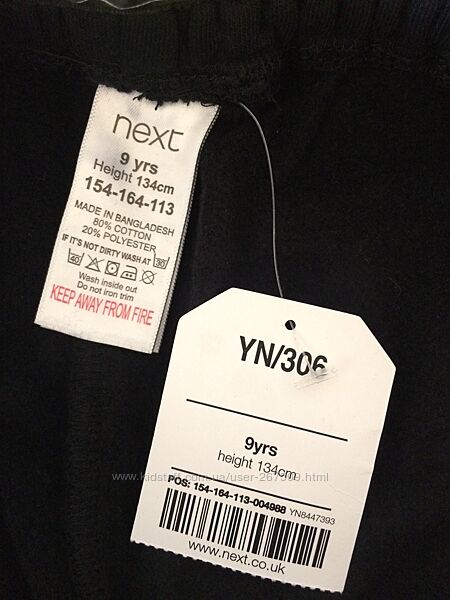 next
9 yrs
Height 134cm
154-164-113
MADE IN BANGLADESH
80% COTTON
20% POLYESTER
IF IT'S NOT DIRTY WASH AT 30
40
Wash inside out
Do not iron trim
KEEP AWAY FROM FIRE
YN/306
9yrs
height 134cm
POS: 154-164-113-004988 YN8447393
www.next.co.uk